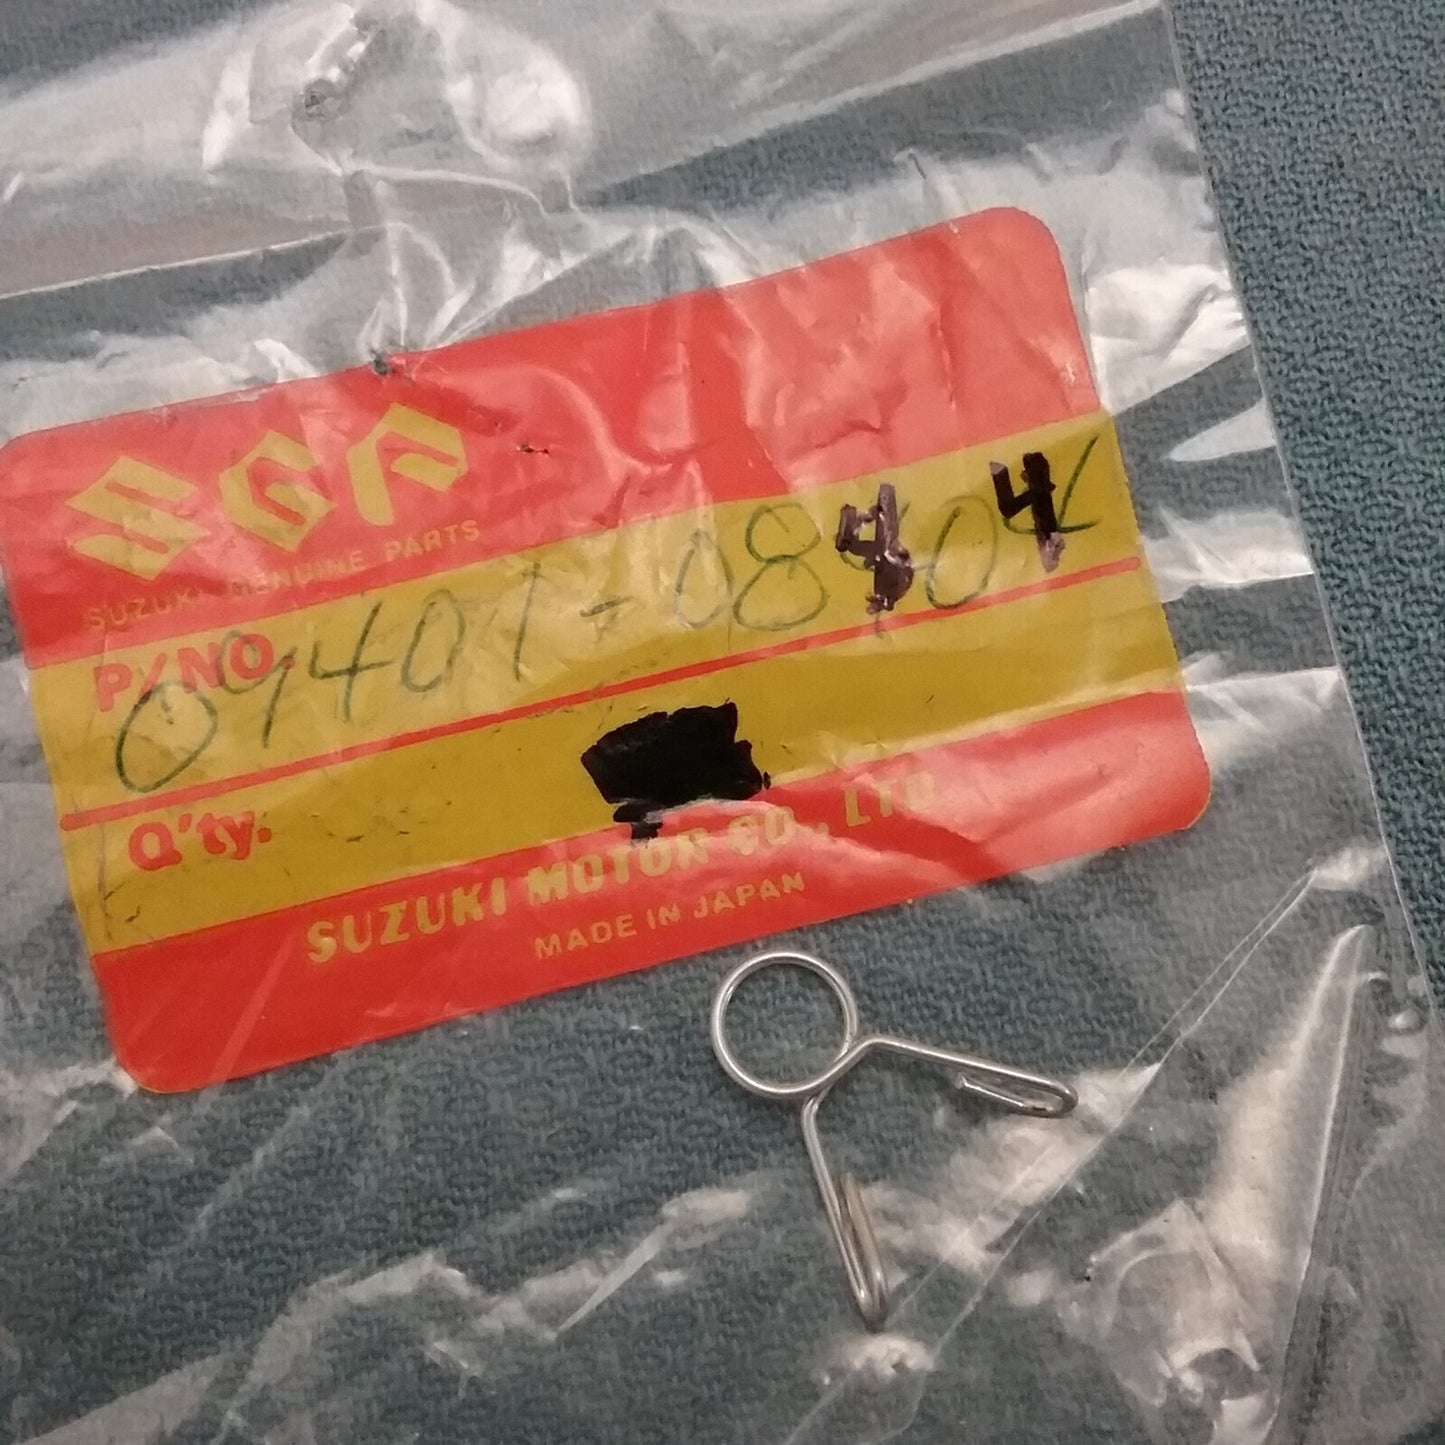 SGP
SUZUKI GENUINE PARTS
P/NO. 09401-08404
Q'ty.
SUZUKI MOTOR CO., LTD
MADE IN JAPAN